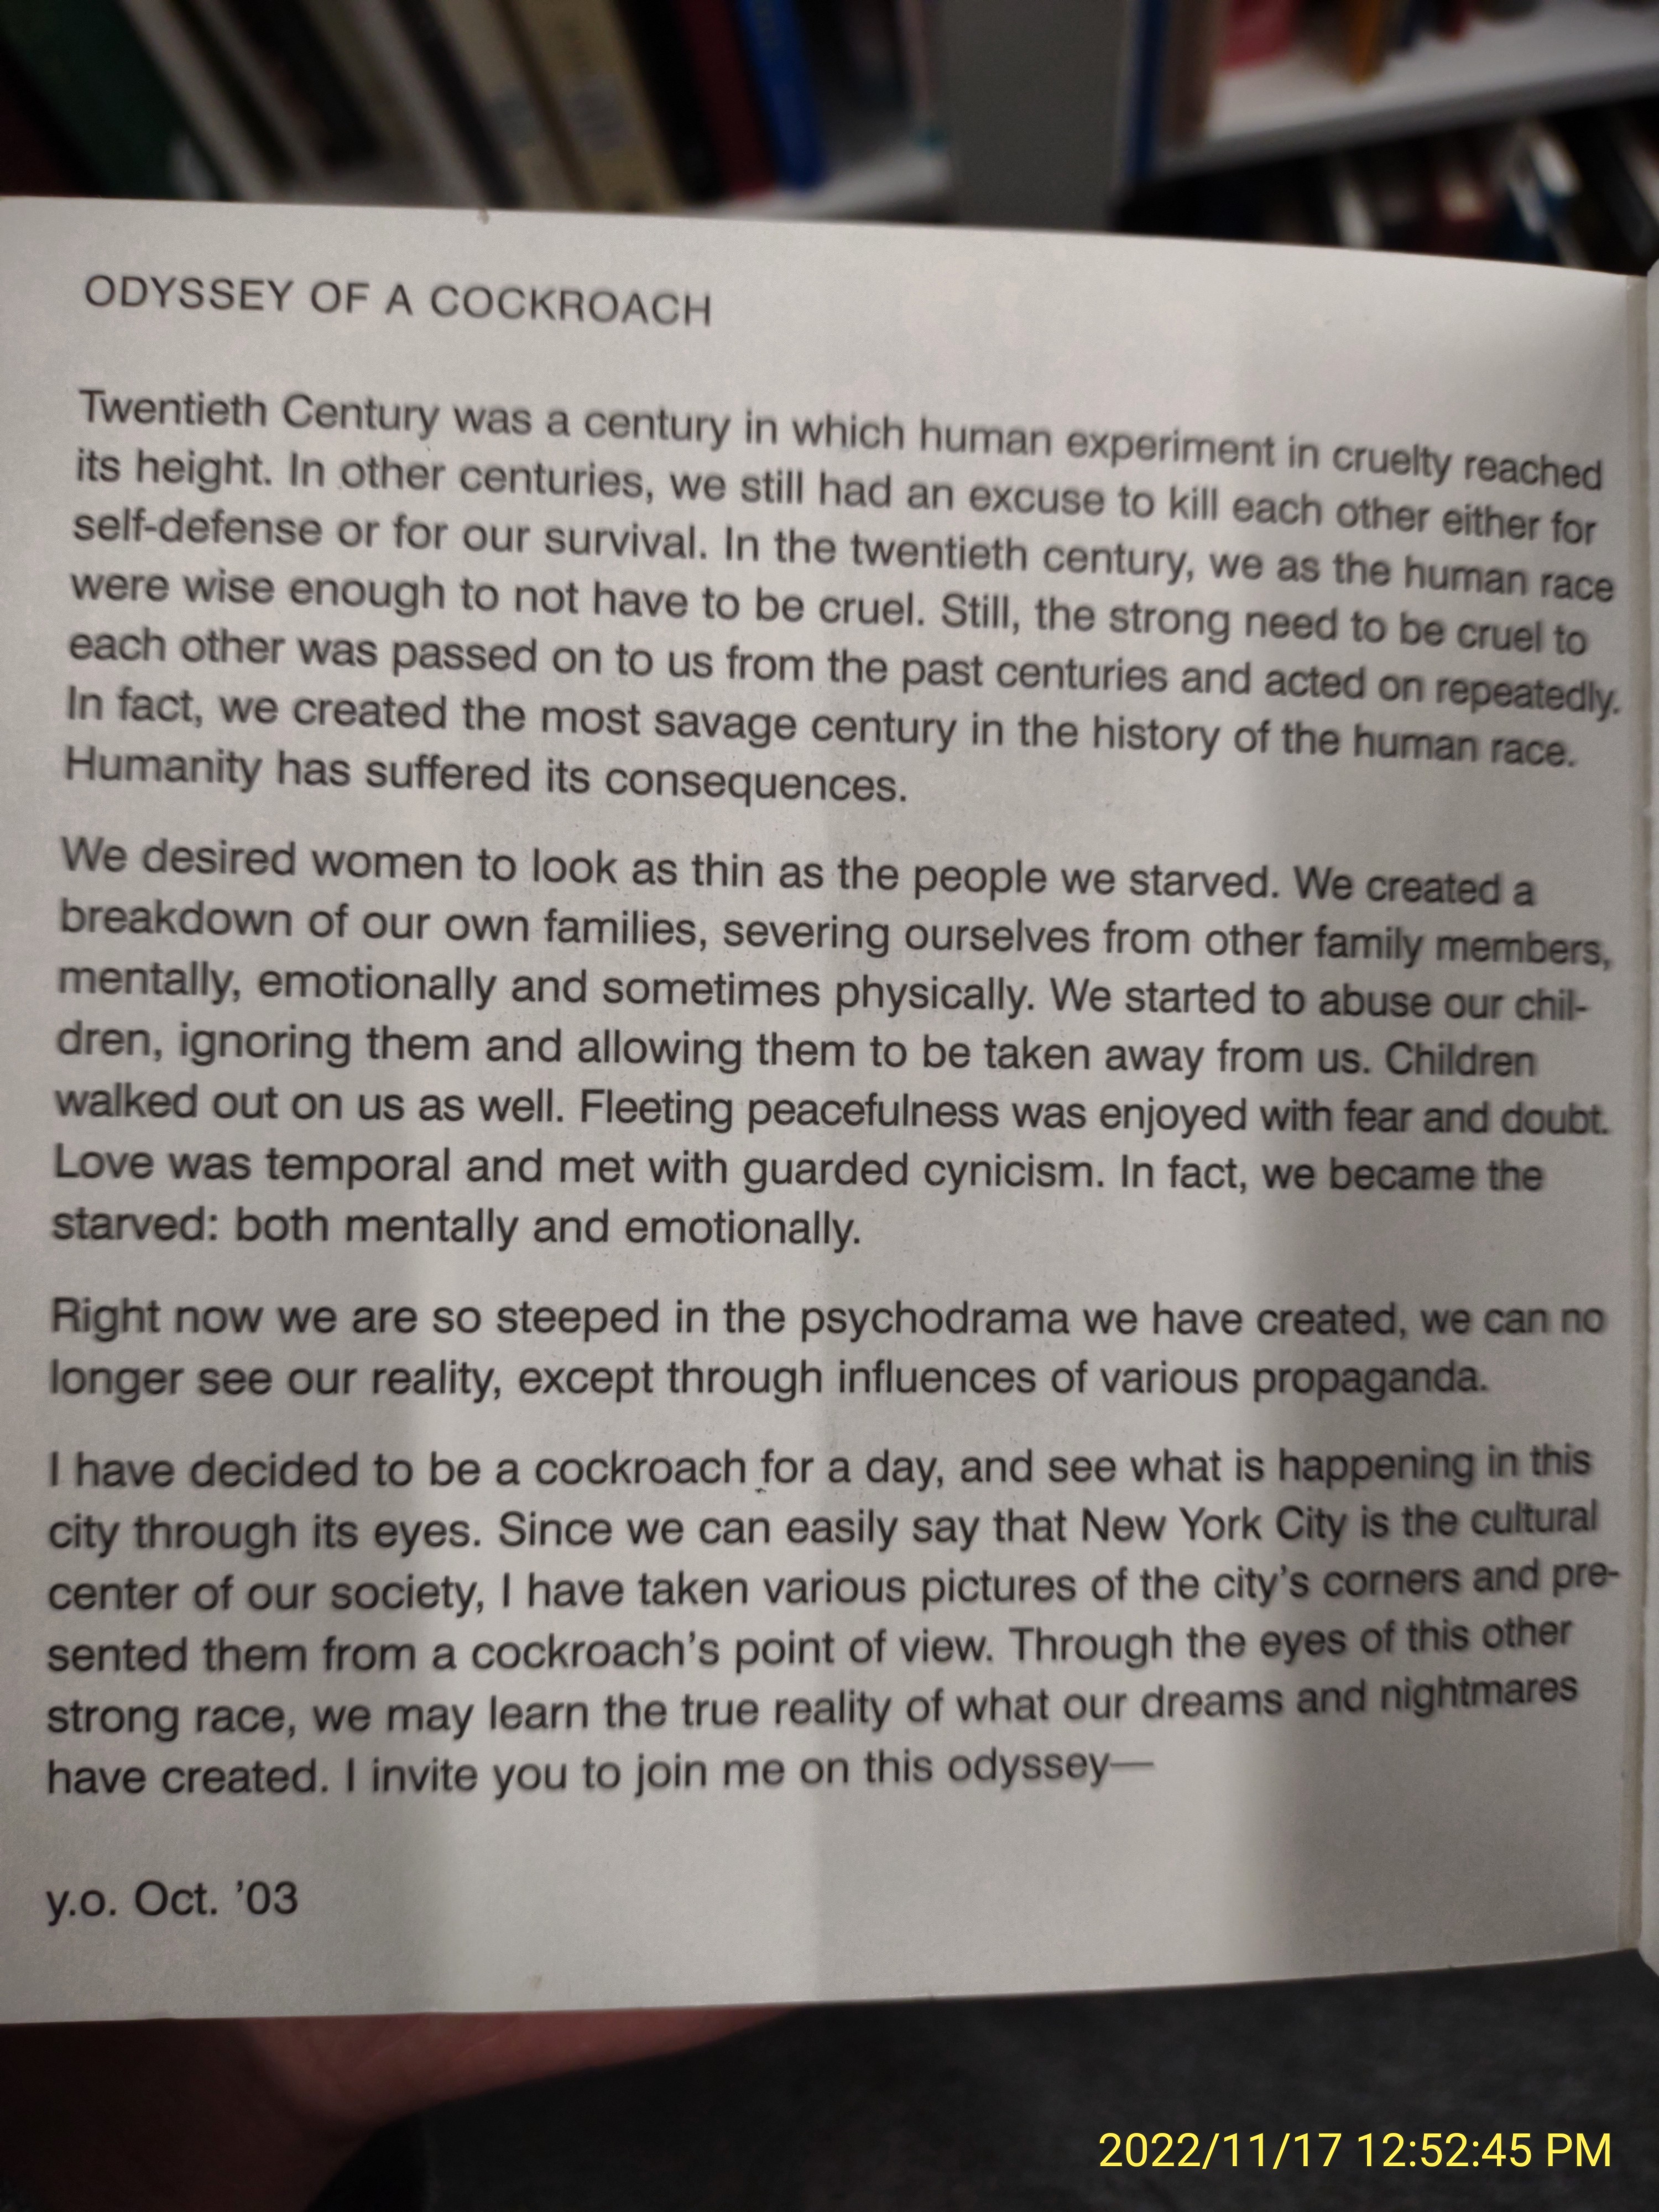 ODYSSEY OF A COCKROACH
Twentieth Century was a century in which human experiment in cruelty reached
its height. In other centuries, we still had an excuse to kill each other either for
self-defense or for our survival. In the twentieth century, we as the human race
were wise enough to not have to be cruel. Still, the strong need to be cruel to
each other was passed on to us from the past centuries and acted on repeatedly.
In fact, we created the most savage century in the history of the human race.
Humanity has suffered its consequences.
We desired women to look as thin as the people we starved. We created a
breakdown of our own families, severing ourselves from other family members,
mentally, emotionally and sometimes physically. We started to abuse our chil-
dren, ignoring them and allowing them to be taken away from us. Children
walked out on us as well. Fleeting peacefulness was enjoyed with fear and doubt.
Love was temporal and met with guarded cynicism. In fact, we became the
starved: both mentally and emotionally.
Right now we are so steeped in the psychodrama we have created, we can no
longer see our reality, except through influences of various propaganda.
I have decided to be a cockroach for a day, and see what is happening in this
city through its eyes. Since we can easily say that New York City is the cultural
center of our society, I have taken various pictures of the city's corners and pre-
sented them from a cockroach's point of view. Through the eyes of this other
strong race, we may learn the true reality of what our dreams and nightmares
have created. I invite you to join me on this odyssey—
y.o. Oct. '03
2022/11/17 12:52:45 PM